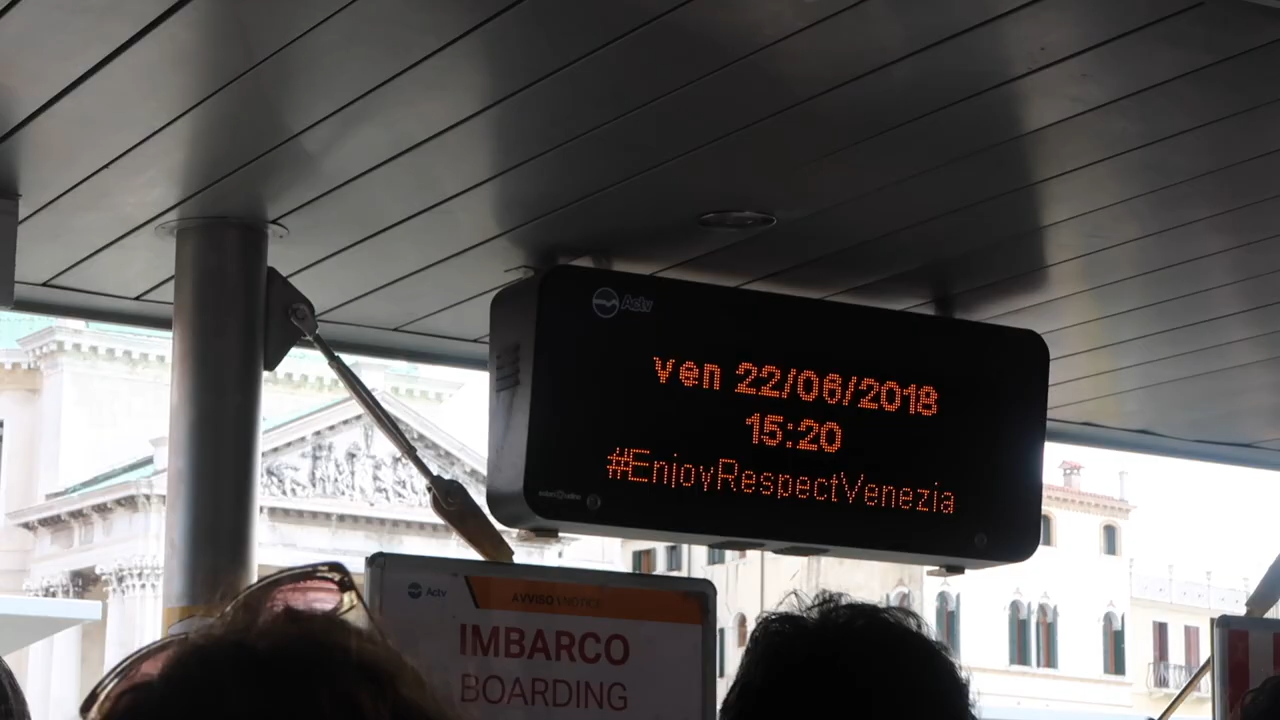 Actv
ven 22/06/2018
15:20
#EnjoyRespectVenezia
Actv
AVVISO NOTICE
IMBARCO
BOARDING